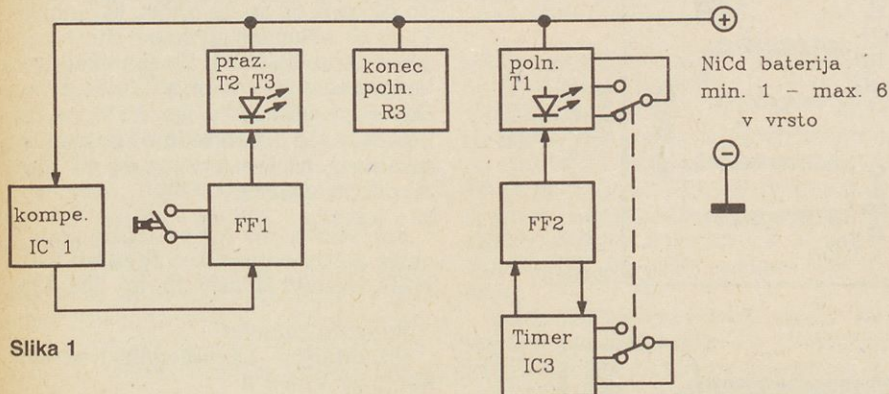 praz.
T2 T3
konec
poln.
R3
poln.
T1
+
NiCd baterija
min. 1 – max. 6
v vrsto
−
kompe.
IC 1
FF1
FF2
Timer
IC3
Slika 1